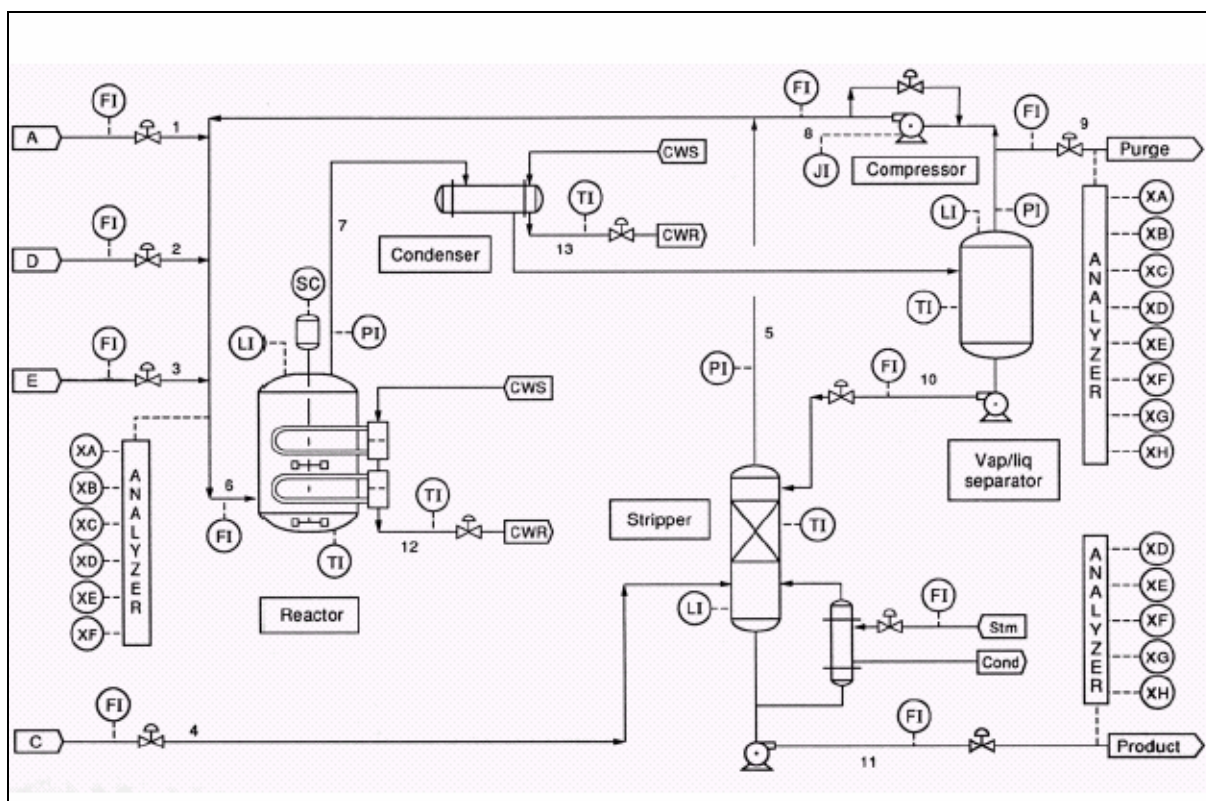 FI
A
1
FI
D
2
FI
E
3
XA
XB
XC
XD
XE
XF
ANALYZER
6
FI
FI
C
4
7
SC
LI
PI
CWS
TI
12
CWR
TI
Reactor
CWS
TI
13
CWR
Condenser
FI
8
JI
Compressor
FI
9
Purge
LI
PI
TI
Vap/liq
separator
ANALYZER
XA
XB
XC
XD
XE
XF
XG
XH
5
PI
FI
10
Stripper
TI
LI
FI
Stm
Cond
FI
11
Product
ANALYZER
XD
XE
XF
XG
XH